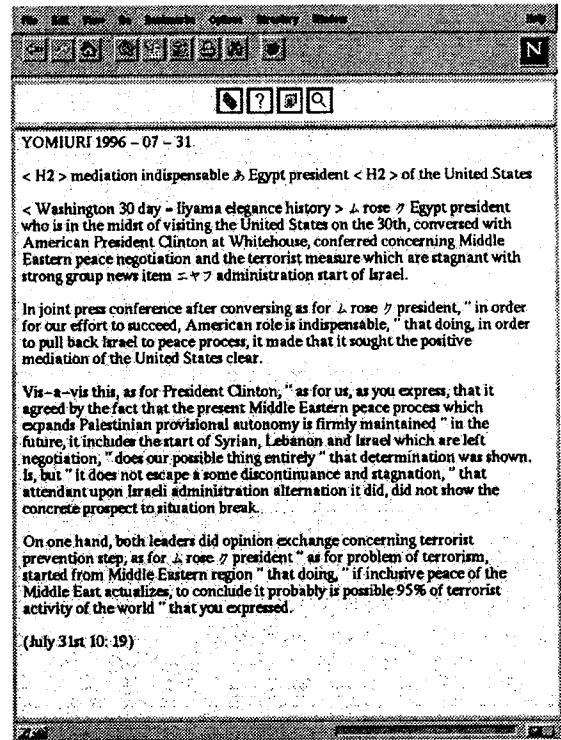 File Edit View Go Bookmarks Options Directory Window Help
N
?
YOMIURI 1996 – 07 – 31
< H2 > mediation indispensable あ Egypt president < H2 > of the United States
< Washington 30 day = Iiyama elegance history > ム rose ク Egypt president
who is in the midst of visiting the United States on the 30th, conversed with
American President Clinton at Whitehouse, conferred concerning Middle
Eastern peace negotiation and the terrorist measure which are stagnant with
strong group news item ニャフ administration start of Israel.
In joint press conference after conversing as for ム rose ク president, " in order
for our effort to succeed, American role is indispensable, " that doing, in order
to pull back Israel to peace process, it made that it sought the positive
mediation of the United States clear.
Vis–a–vis this, as for President Clinton, " as for us, as you express, that it
agreed by the fact that the present Middle Eastern peace process which
expands Palestinian provisional autonomy is firmly maintained " in the
future, it includes the start of Syrian, Lebanon and Israel which are left
negotiation, " does our possible thing entirely " that determination was shown.
Is, but " it does not escape a some discontinuance and stagnation, " that
attendant upon Israeli administration alternation it did, did not show the
concrete prospect to situation break.
On one hand, both leaders did opinion exchange concerning terrorist
prevention step, as for ム rose ク president " as for problem of terrorism,
started from Middle Eastern region " that doing, " if inclusive peace of the
Middle East actualizes, to conclude it probably is possible 95% of terrorist
activity of the world " that you expressed.
(July 31st 10: 19)